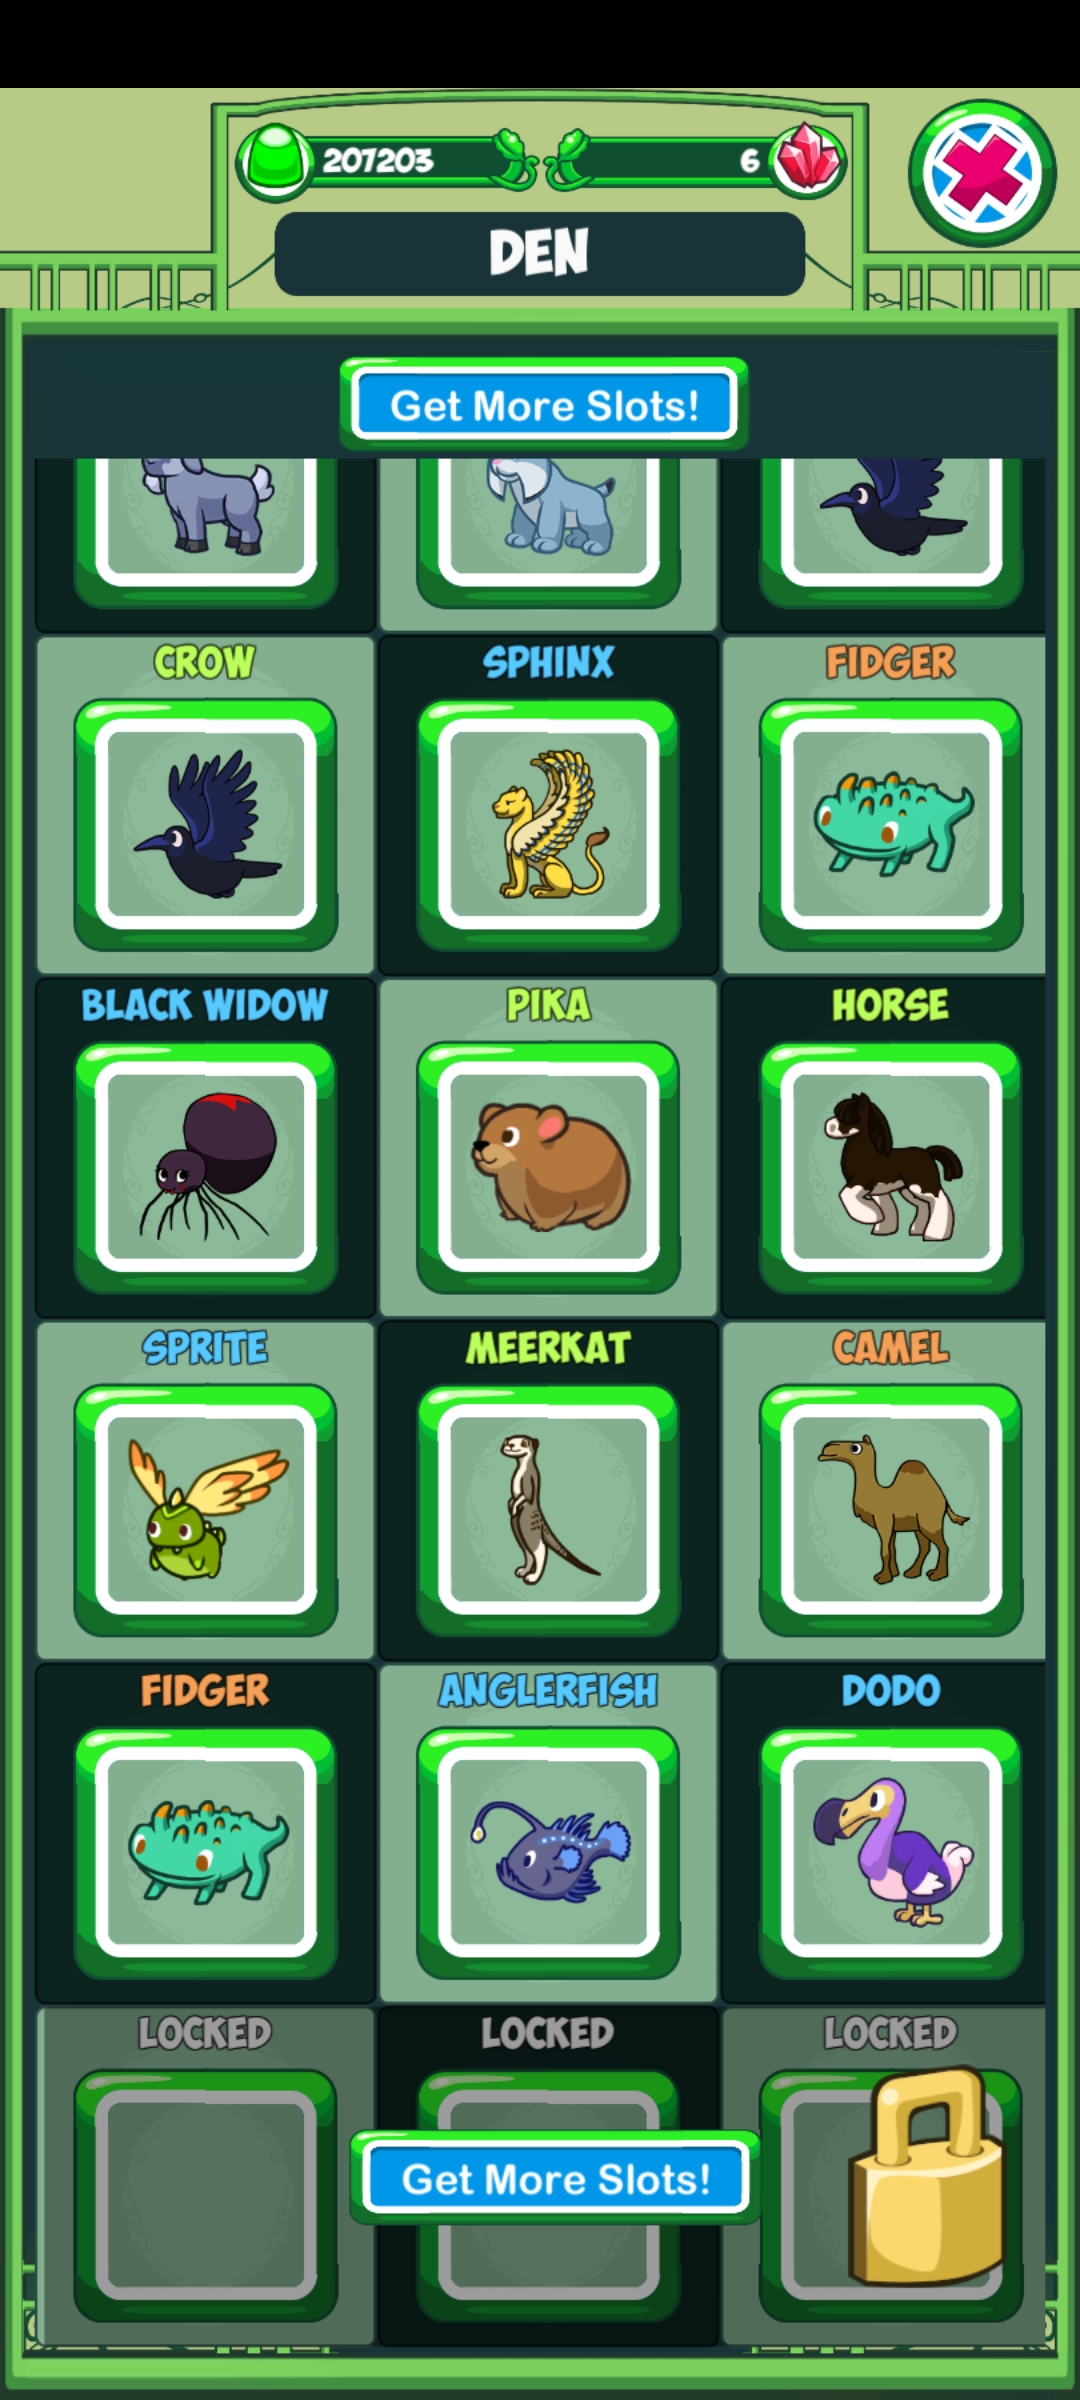 207203
6
DEN
Get More Slots!
CROW
SPHINX
FIDGER
BLACK WIDOW
PIKA
HORSE
SPRITE
MEERKAT
CAMEL
FIDGER
ANGLERFISH
DODO
LOCKED
LOCKED
LOCKED
Get More Slots!